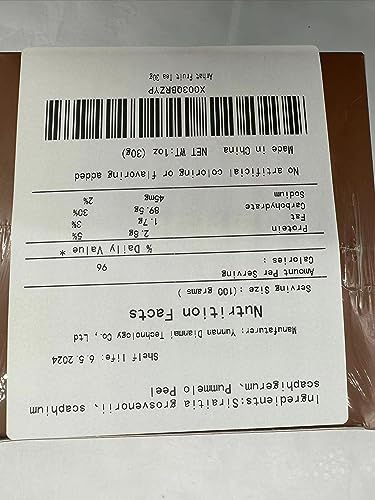 Ingredients:Siraitia grosvenorii, scaphium
scaphigerum, Pummelo Peel
Shelf life: 6.5.2024
Manufaturer: Yunnan Diannai Technology Co., Ltd
Nutrition Facts
Serving Size :(100 grams )
Amount Per Serving
Calories : 96
% Daily Value *
Protein 2.8g 5%
Fat 1.7g 3%
Carbohydrate 89.5g 30%
Sodium 45mg 2%
No artificial coloring or flavoring added
Made in China NET WT:1oz (30g)
X003QBRZYP
Arhat Fruit Tea 30g